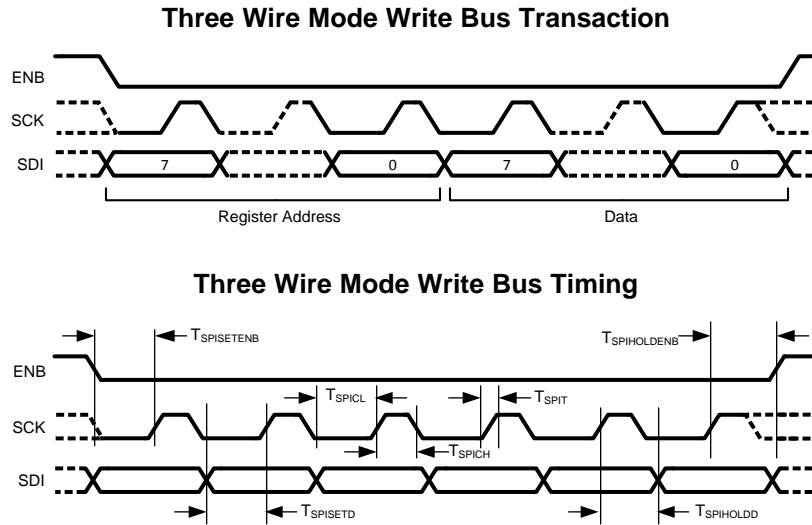 Three Wire Mode Write Bus Transaction
ENB
SCK
SDI 7 0 7 0
Register Address Data
Three Wire Mode Write Bus Timing
TSPISETENB TSPIHOLDENB
ENB
TSPICL TSPIT
SCK
TSPICH
SDI
TSPISETD TSPIHOLDD